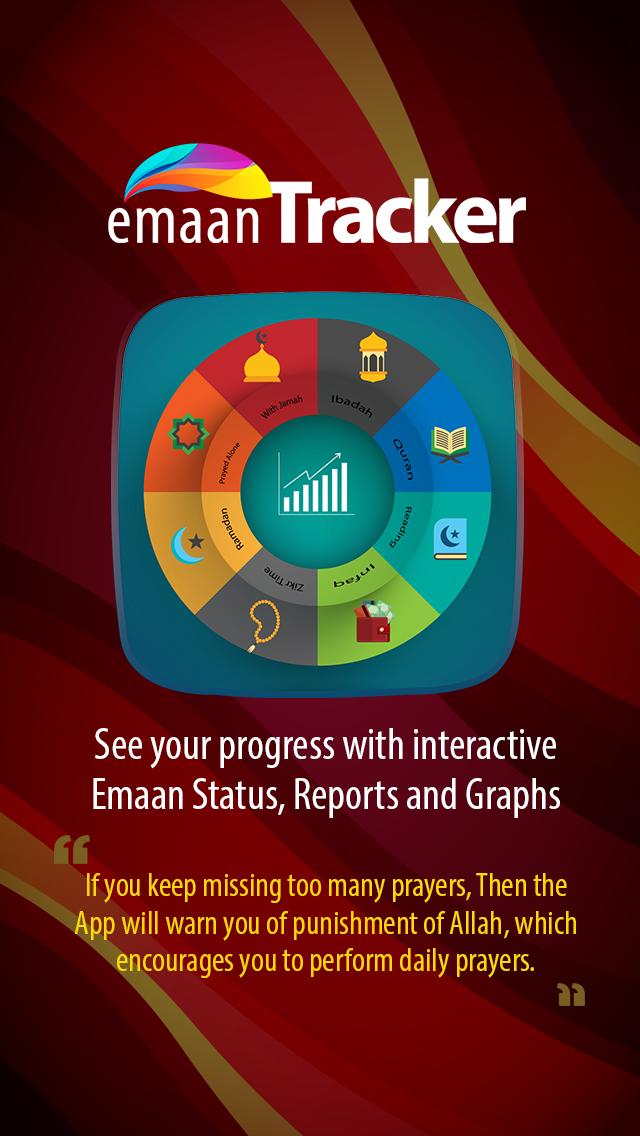 emaan Tracker
With Jamah
Ibadah
Quran
Reading
Infaq
Zikr Time
Ramadan
Prayed Alone
See your progress with interactive
Emaan Status, Reports and Graphs
“
If you keep missing too many prayers, Then the
App will warn you of punishment of Allah, which
encourages you to perform daily prayers.
”